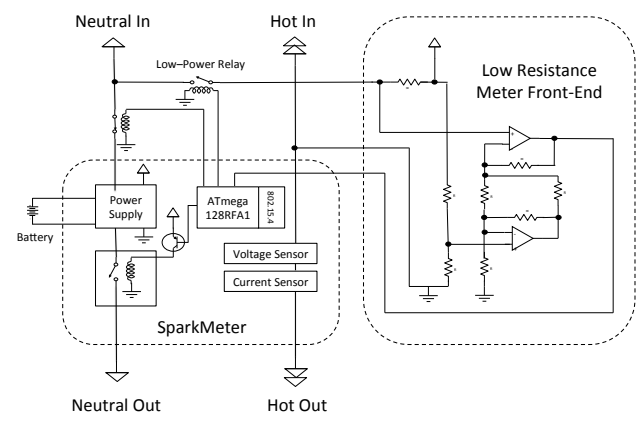 Neutral In
Hot In
Low–Power Relay
Low Resistance
Meter Front-End
Power
Supply
ATmega
128RFA1
802.15.4
Battery
Voltage Sensor
Current Sensor
SparkMeter
Neutral Out
Hot Out